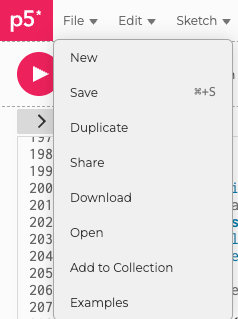 p5*
File
Edit
Sketch
New
Save ⌘+S
Duplicate
Share
Download
Open
Add to Collection
Examples
197
198
199
200
201
202
203
204
205
206
207